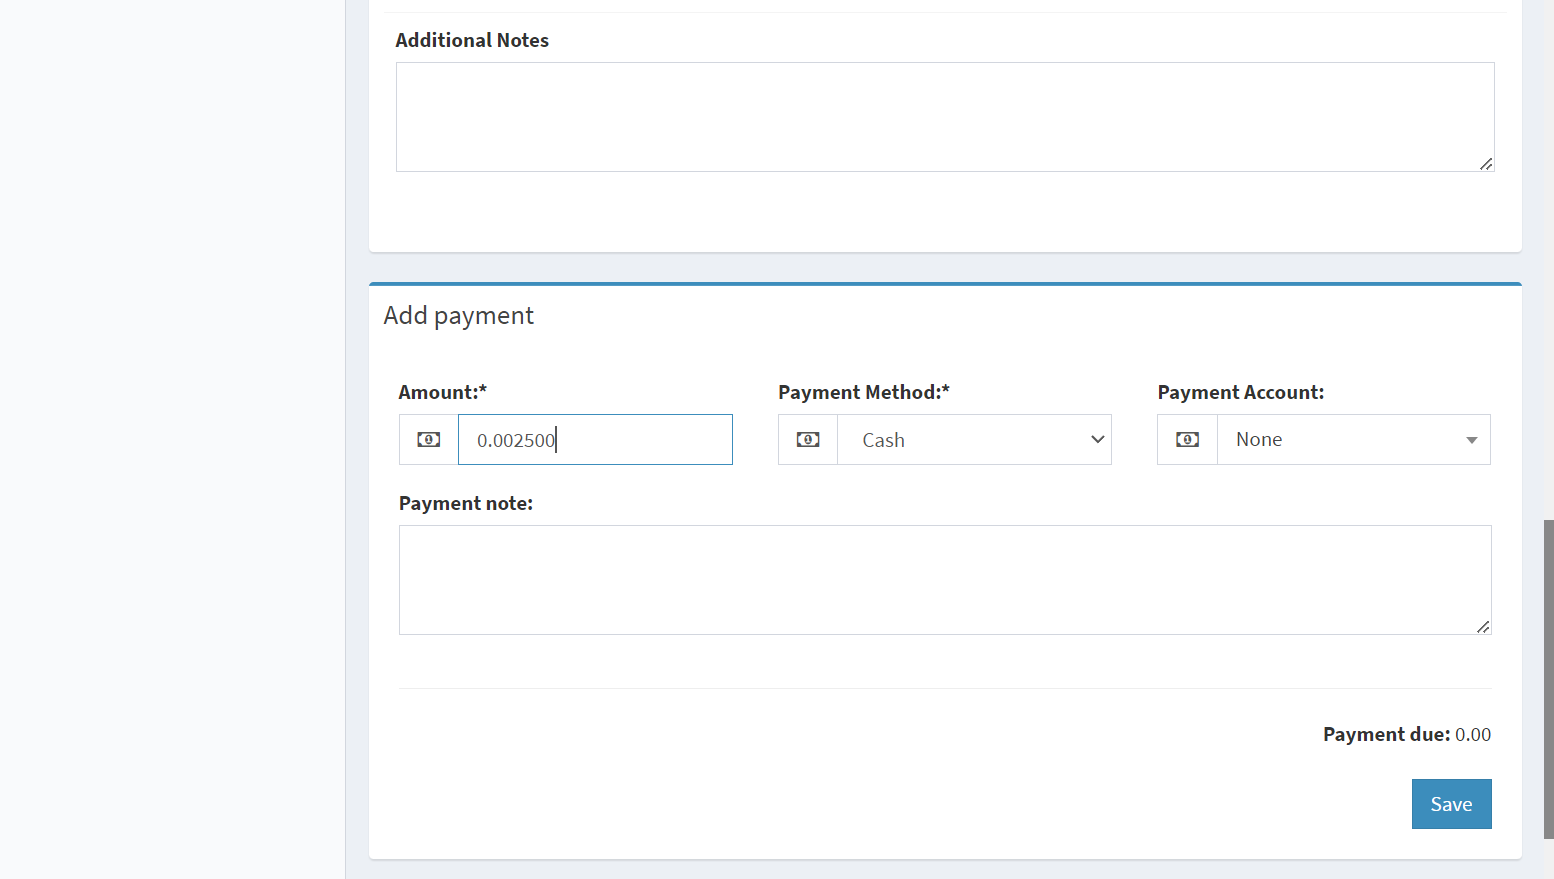 Additional Notes
Add payment
Amount:* Payment Method:* Payment Account:
0.002500 Cash None
Payment note:
Payment due: 0.00
Save